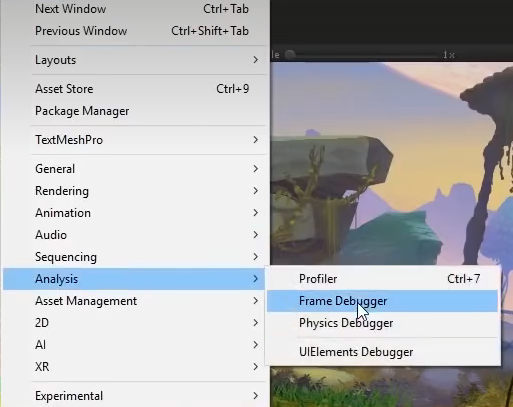 Next Window Ctrl+Tab
Previous Window Ctrl+Shift+Tab
Layouts
le 1x
Asset Store Ctrl+9
Package Manager
TextMeshPro
General
Rendering
Animation
Audio
Sequencing
Analysis
Profiler Ctrl+7
Asset Management
Frame Debugger
2D
Physics Debugger
AI
UIElements Debugger
XR
Experimental